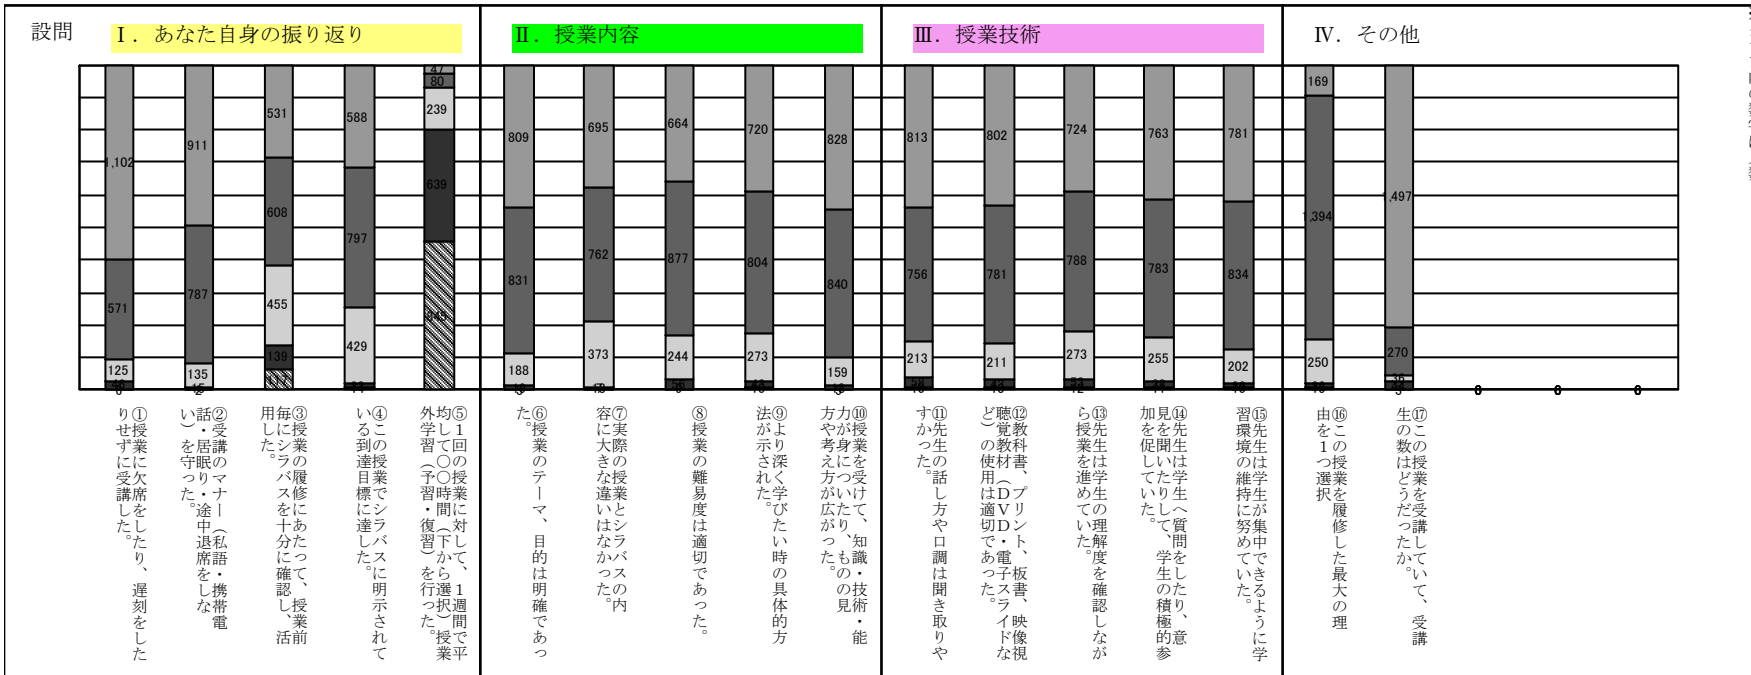 設問
Ⅰ．あなた自身の振り返り
Ⅱ．授業内容
Ⅲ．授業技術
Ⅳ．その他
1,102
571
125
46
6
911
787
135
15
2
531
608
455
139
117
588
797
429
47
80
239
639
845
809
831
188
695
762
373
664
877
244
56
720
804
273
828
840
159
813
756
213
802
781
211
43
724
788
273
53
12
763
783
255
781
834
202
169
1,394
250
1,497
270
36
0
0
0
①授業に欠席をしたり、遅刻をした
りせずに受講した。
②受講のマナー（私語・携帯電
話・居眠り・途中退席をしな
い）を守った。
③授業の履修にあたって、授業前
毎にシラバスを十分に確認し、活
用した。
④この授業でシラバスに明示されて
いる到達目標に達した。
⑤１回の授業に対して、１週間で平
均して〇〇時間（下から選択）授業
外学習（予習・復習）を行った。
⑥授業のテーマ、目的は明確であっ
た。
⑦実際の授業とシラバスの内
容に大きな違いはなかった。
⑧授業の難易度は適切であった。
⑨より深く学びたい時の具体的方
法が示された。
⑩授業を受けて、知識・技術・能
力が身についたり、ものの見
方や考え方が広がった。
⑪先生の話し方や口調は聞き取りや
すかった。
⑫教科書、プリント、板書、映像視
聴覚教材（ＤＶＤ・電子スライドな
ど）の使用は適切であった。
⑬先生は学生の理解度を確認しなが
ら授業を進めていた。
⑭先生は学生へ質問をしたり、意
見を聞いたりして、学生の積極的参
加を促していた。
⑮先生は学生が集中できるように学
習環境の維持に努めていた。
⑯この授業を履修した最大の理
由を１つ選択
⑰この授業を受講していて、受講
生の数はどうだったか。